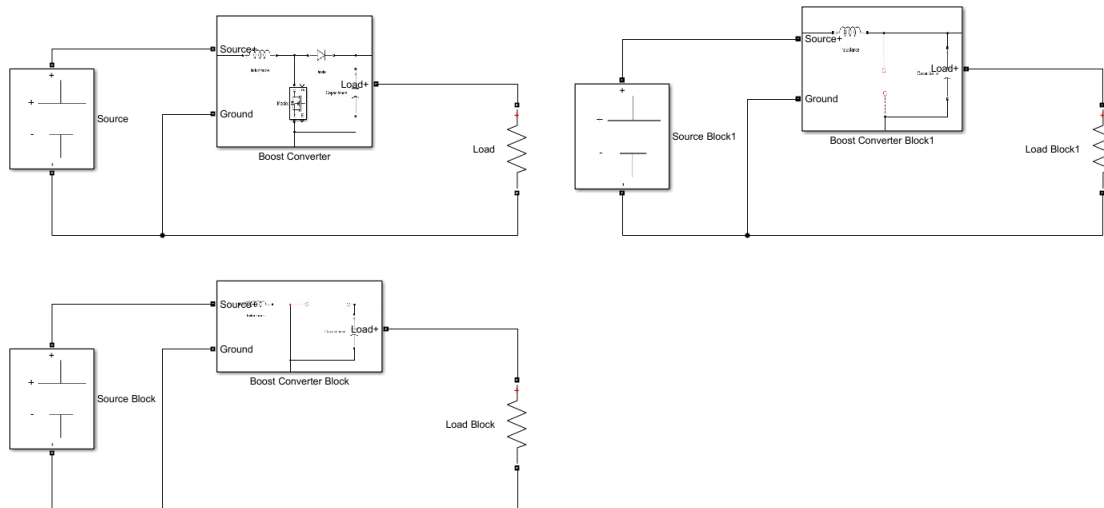 Source+
Load+
Ground
Source
Boost Converter
Load
Source+
Load+
Ground
Source Block1
Boost Converter Block1
Load Block1
Source
Load+
Ground
Source Block
Boost Converter Block
Load Block